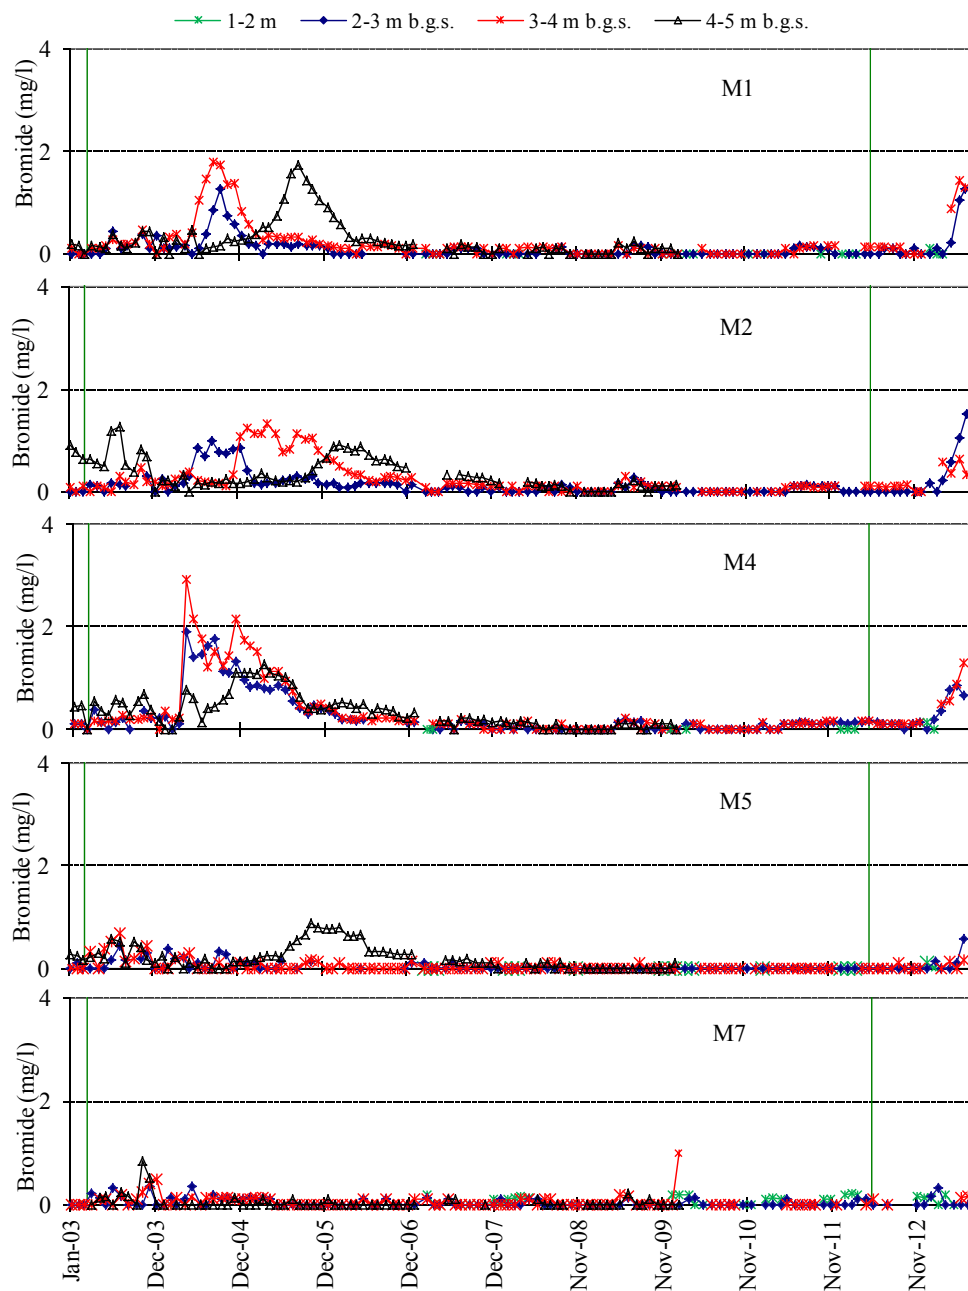 1-2 m 2-3 m b.g.s. 3-4 m b.g.s. 4-5 m b.g.s.
Bromide (mg/l)
4
2
0
M1
Bromide (mg/l)
4
2
0
M2
Bromide (mg/l)
4
2
0
M4
Bromide (mg/l)
4
2
0
M5
Bromide (mg/l)
4
2
0
M7
Jan-03 Dec-03 Dec-04 Dec-05 Dec-06 Dec-07 Nov-08 Nov-09 Nov-10 Nov-11 Nov-12